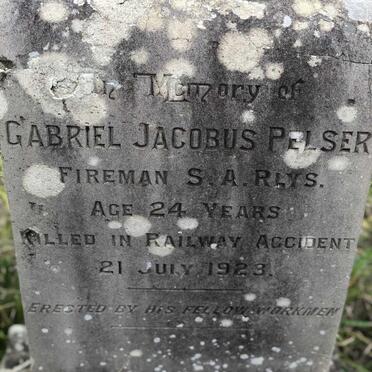 In Memory of
GABRIEL JACOBUS PELSER
FIREMAN S. A. RLYS.
AGE 24 YEARS
KILLED IN RAILWAY ACCIDENT
21 JULY 1923.
ERECTED BY HIS FELLOW WORKMEN